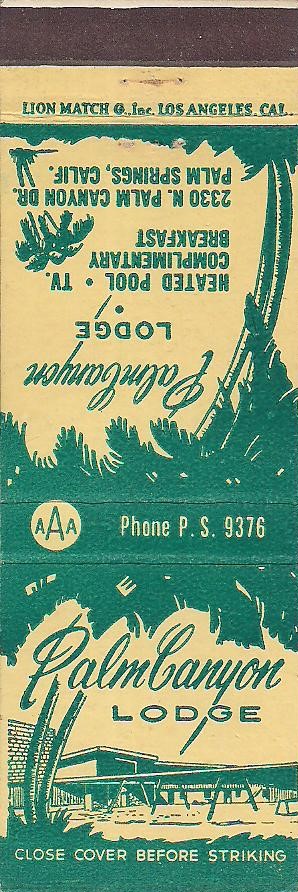 LION MATCH Co., Inc. LOS ANGELES, CAL.
Palm Canyon
LODGE
HEATED POOL • TV.
COMPLIMENTARY
BREAKFAST
2330 N. PALM CANYON DR.
PALM SPRINGS, CALIF.
AAA
Phone P. S. 9376
Palm Canyon
LODGE
CLOSE COVER BEFORE STRIKING